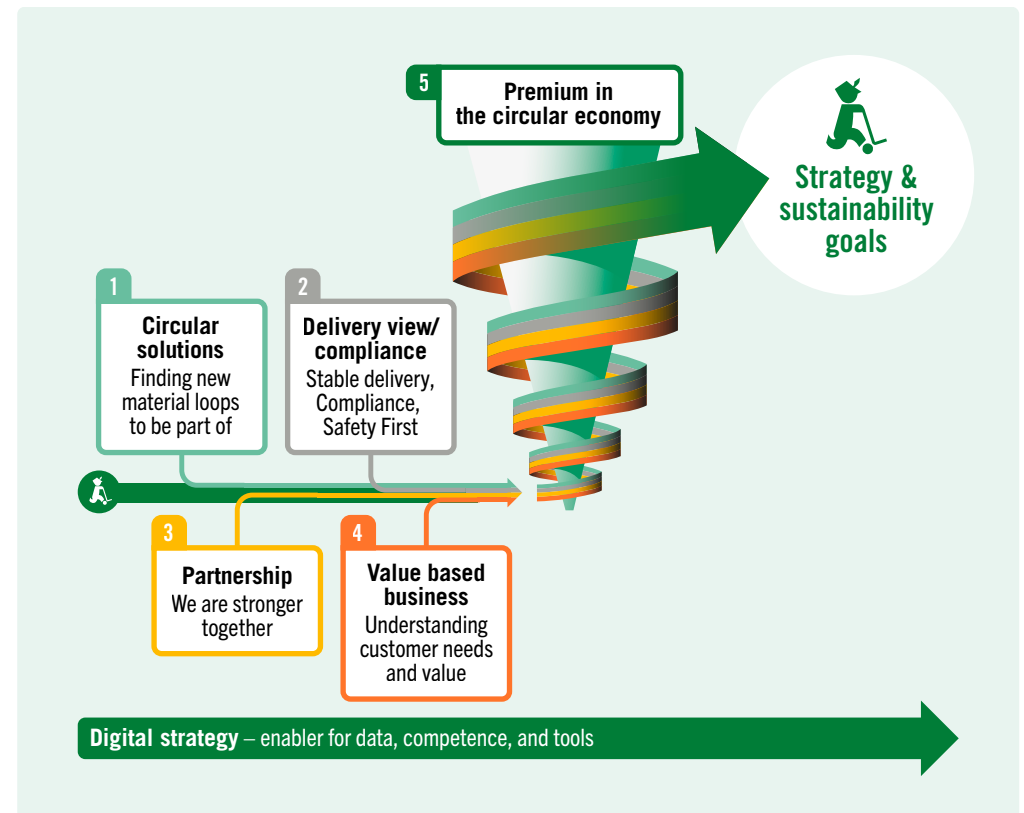 5
Premium in
the circular economy
Strategy &
sustainability
goals
1
Circular
solutions
Finding new
material loops
to be part of
2
Delivery view/
compliance
Stable delivery,
Compliance,
Safety First
3
Partnership
We are stronger
together
4
Value based
business
Understanding
customer needs
and value
Digital strategy – enabler for data, competence, and tools